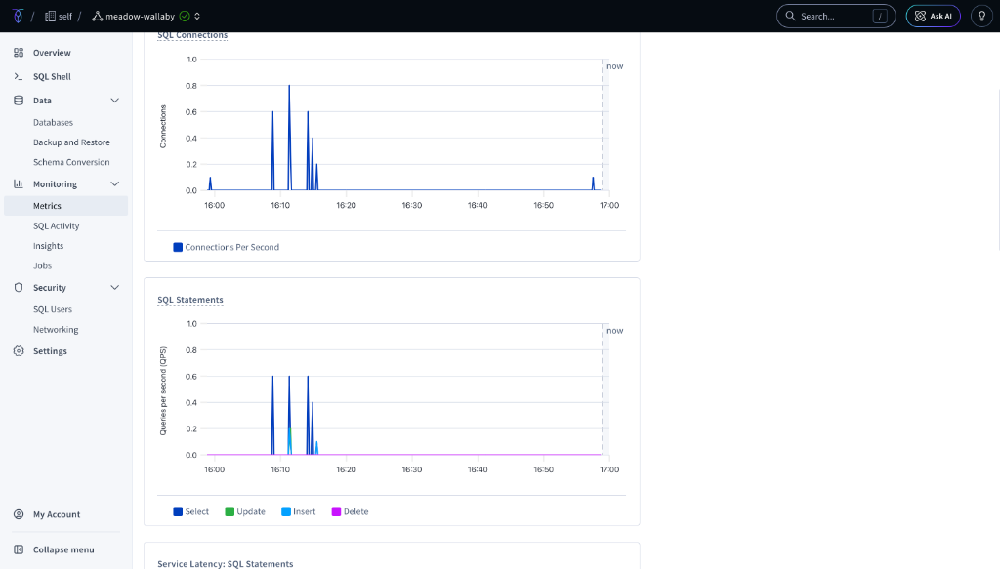 / self / meadow-wallaby
Search... /
Ask AI
Overview
SQL Shell
Data
Databases
Backup and Restore
Schema Conversion
Monitoring
Metrics
SQL Activity
Insights
Jobs
Security
SQL Users
Networking
Settings
My Account
Collapse menu
SQL Connections
Connections
1.0
0.8
0.6
0.4
0.2
0.0
now
16:00 16:10 16:20 16:30 16:40 16:50 17:00
Connections Per Second
SQL Statements
Queries per second (QPS)
1.0
0.8
0.6
0.4
0.2
0.0
now
16:00 16:10 16:20 16:30 16:40 16:50 17:00
Select Update Insert Delete
Service Latency: SQL Statements